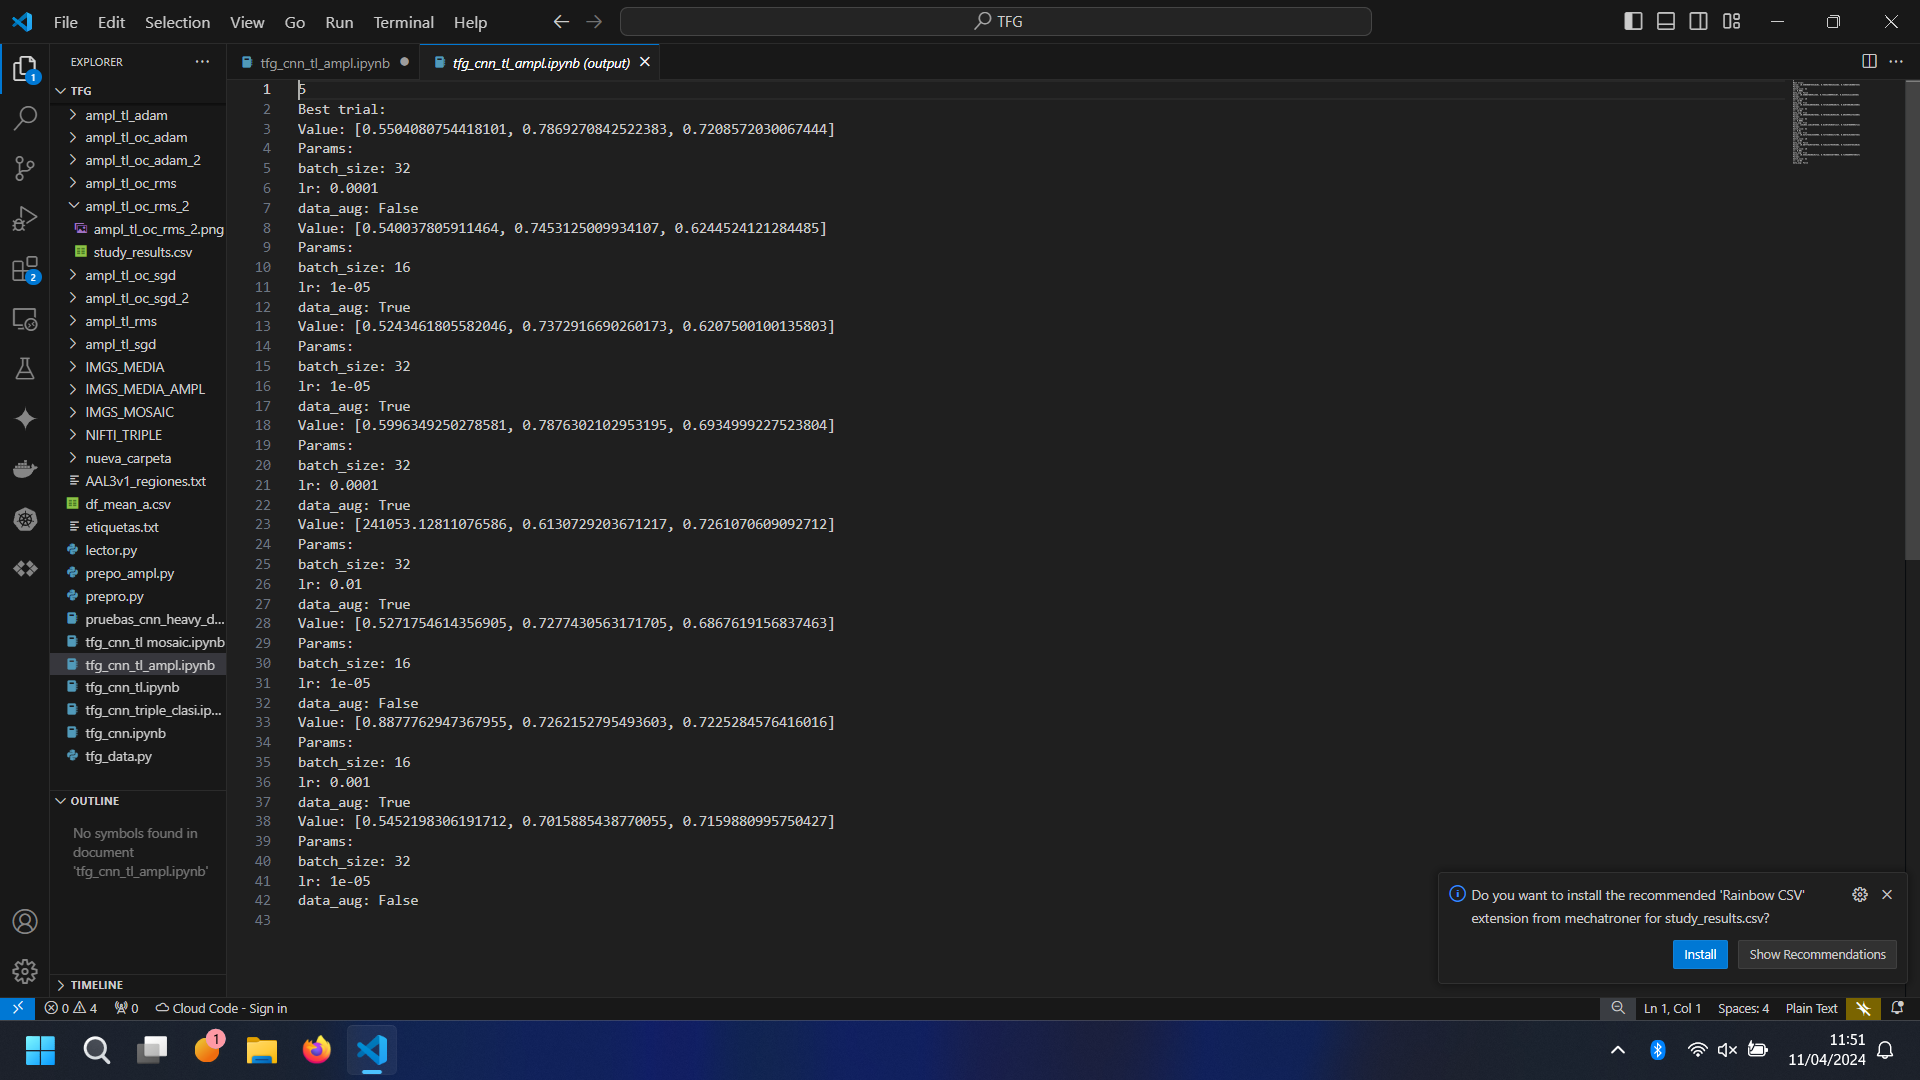 File Edit Selection View Go Run Terminal Help
TFG
EXPLORER
tfg_cnn_tl_ampl.ipynb
tfg_cnn_tl_ampl.ipynb (output)
TFG
ampl_tl_adam
ampl_tl_oc_adam
ampl_tl_oc_adam_2
ampl_tl_oc_rms
ampl_tl_oc_rms_2
ampl_tl_oc_rms_2.png
study_results.csv
ampl_tl_oc_sgd
ampl_tl_oc_sgd_2
ampl_tl_rms
ampl_tl_sgd
IMGS_MEDIA
IMGS_MEDIA_AMPL
IMGS_MOSAIC
NIFTI_TRIPLE
nueva_carpeta
AAL3v1_regiones.txt
df_mean_a.csv
etiquetas.txt
lector.py
prepo_ampl.py
prepro.py
pruebas_cnn_heavy_d...
tfg_cnn_tl mosaic.ipynb
tfg_cnn_tl_ampl.ipynb
tfg_cnn_tl.ipynb
tfg_cnn_triple_clasi.ip...
tfg_cnn.ipynb
tfg_data.py
OUTLINE
No symbols found in
document
'tfg_cnn_tl_ampl.ipynb'
TIMELINE
1 5
2 Best trial:
3 Value: [0.5504080754418101, 0.7869270842522383, 0.7208572030067444]
4 Params:
5 batch_size: 32
6 lr: 0.0001
7 data_aug: False
8 Value: [0.540037805911464, 0.7453125009934107, 0.6244524121284485]
9 Params:
10 batch_size: 16
11 lr: 1e-05
12 data_aug: True
13 Value: [0.5243461805582046, 0.7372916690260173, 0.6207500100135803]
14 Params:
15 batch_size: 32
16 lr: 1e-05
17 data_aug: True
18 Value: [0.5996349250278581, 0.7876302102953195, 0.6934999227523804]
19 Params:
20 batch_size: 32
21 lr: 0.0001
22 data_aug: True
23 Value: [241053.12811076586, 0.6130729203671217, 0.7261070609092712]
24 Params:
25 batch_size: 32
26 lr: 0.01
27 data_aug: True
28 Value: [0.5271754614356905, 0.7277430563171705, 0.6867619156837463]
29 Params:
30 batch_size: 16
31 lr: 1e-05
32 data_aug: False
33 Value: [0.8877762947367955, 0.7262152795493603, 0.7225284576416016]
34 Params:
35 batch_size: 16
36 lr: 0.001
37 data_aug: True
38 Value: [0.5452198306191712, 0.7015885438770055, 0.7159880995750427]
39 Params:
40 batch_size: 32
41 lr: 1e-05
42 data_aug: False
43
1
2
Do you want to install the recommended 'Rainbow CSV'
extension from mechatroner for study_results.csv?
Install Show Recommendations
0 4 0 Cloud Code - Sign in
Ln 1, Col 1 Spaces: 4 Plain Text
1
11:51
11/04/2024